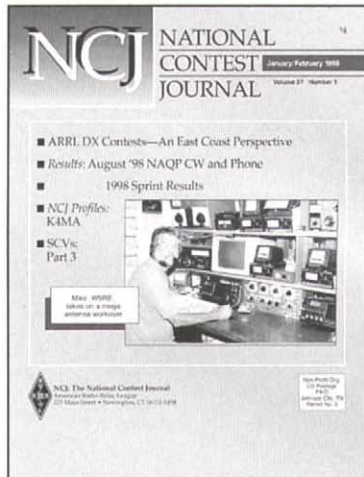 NCJ
NATIONAL
CONTEST
JOURNAL
January/February 1999
Volume 27 Number 1
■ ARRL DX Contests—An East Coast Perspective
■ Results: August '98 NAQP CW and Phone
■ 1998 Sprint Results
■ NCJ Profiles:
K4MA
■ SCVs:
Part 3
takes on a mega
antenna workover
NCJ: The National Contest Journal
American Radio Relay League
225 Main Street • Newington, CT 06111-1494
Non-Profit Org.
US Postage
PAID
Permit No.